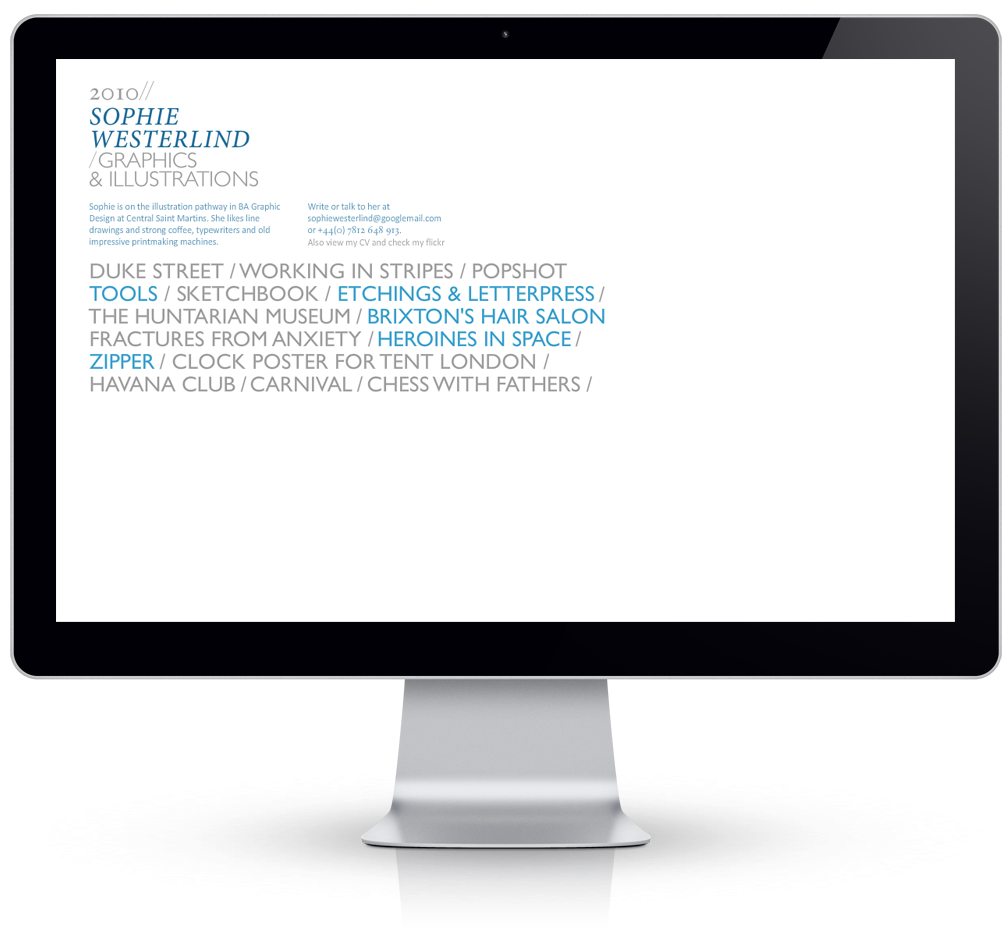 2010//
SOPHIE
WESTERLIND
/GRAPHICS
& ILLUSTRATIONS
Sophie is on the illustration pathway in BA Graphic
Design at Central Saint Martins. She likes line
drawings and strong coffee, typewriters and old
impressive printmaking machines.
Write or talk to her at
sophiewesterlind@googlemail.com
or +44(0) 7812 648 913.
Also view my CV and check my flickr
DUKE STREET / WORKING IN STRIPES / POPSHOT
TOOLS / SKETCHBOOK / ETCHINGS & LETTERPRESS /
THE HUNTARIAN MUSEUM / BRIXTON'S HAIR SALON
FRACTURES FROM ANXIETY / HEROINES IN SPACE /
ZIPPER / CLOCK POSTER FOR TENT LONDON /
HAVANA CLUB / CARNIVAL / CHESS WITH FATHERS /